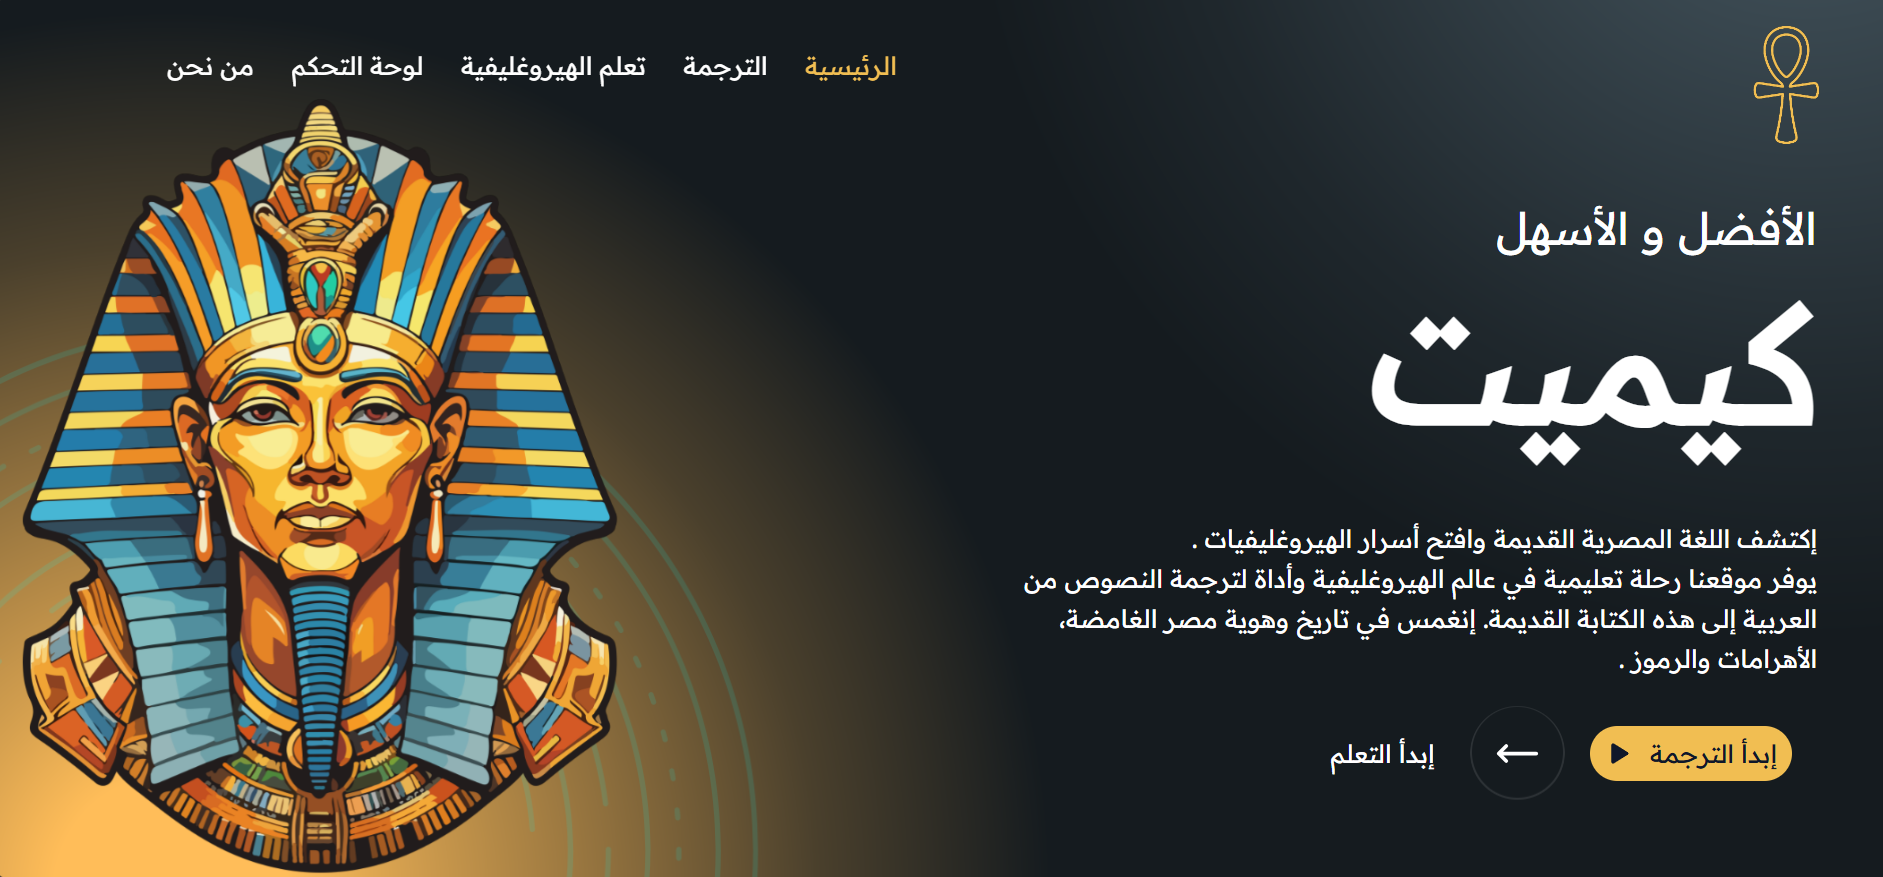 الرئيسية
الترجمة
تعلم الهيروغليفية
لوحة التحكم
من نحن
الأفضل و الأسهل
كيميت
إكتشف اللغة المصرية القديمة وافتح أسرار الهيروغليفيات .
يوفر موقعنا رحلة تعليمية في عالم الهيروغليفية وأداة لترجمة النصوص من
العربية إلى هذه الكتابة القديمة. إنغمس في تاريخ وهوية مصر الغامضة،
الأهرامات والرموز .
إبدأ الترجمة
إبدأ التعلم